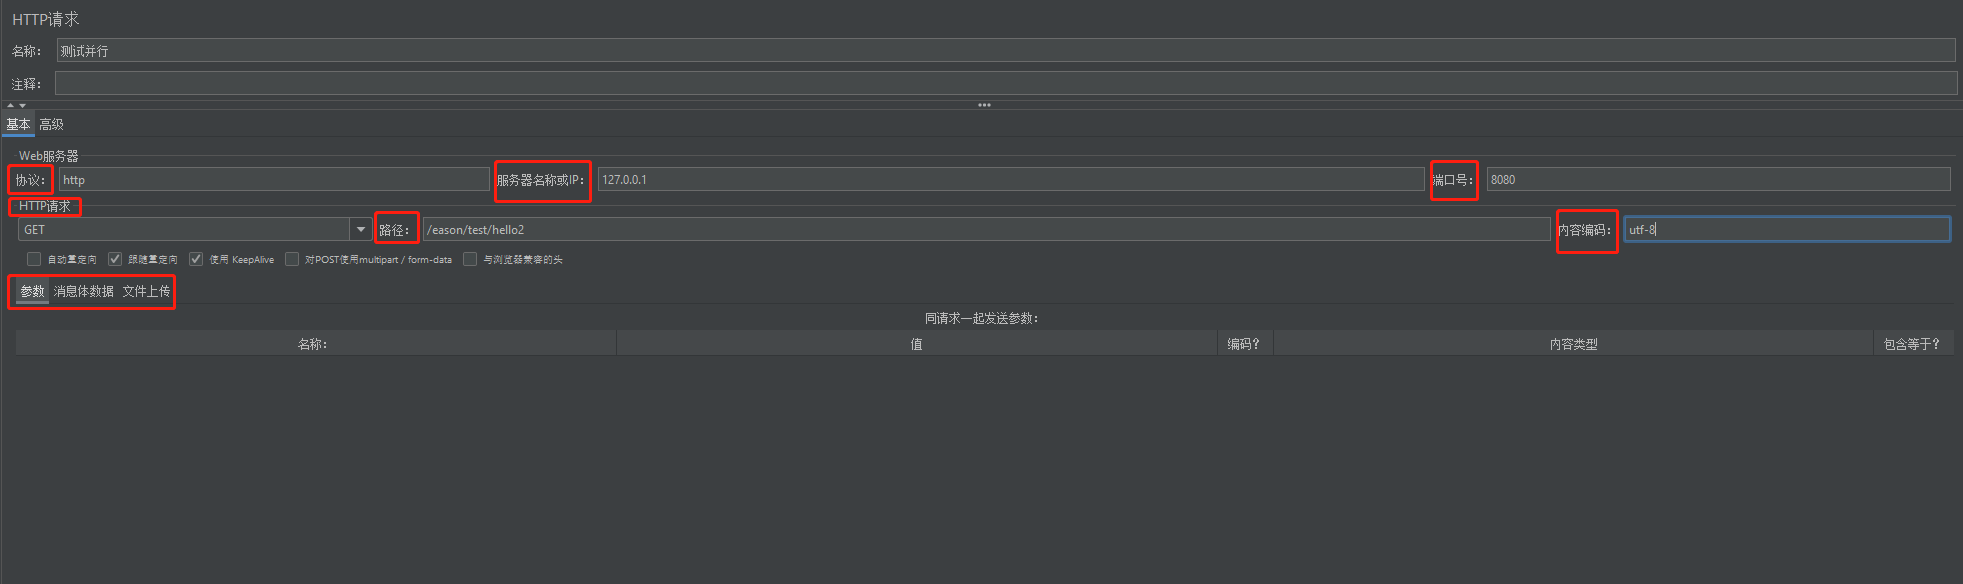 HTTP请求
名称: 测试并行
注释:
基本 高级
Web服务器
协议: http 服务器名称或IP: 127.0.0.1 端口号: 8080
HTTP请求
GET 路径: /eason/test/hello2 内容编码: utf-8
自动重定向 跟随重定向 使用 KeepAlive 对POST使用multipart / form-data 与浏览器兼容的头
参数 消息体数据 文件上传
同请求一起发送参数:
名称: 值 编码? 内容类型 包含等于?